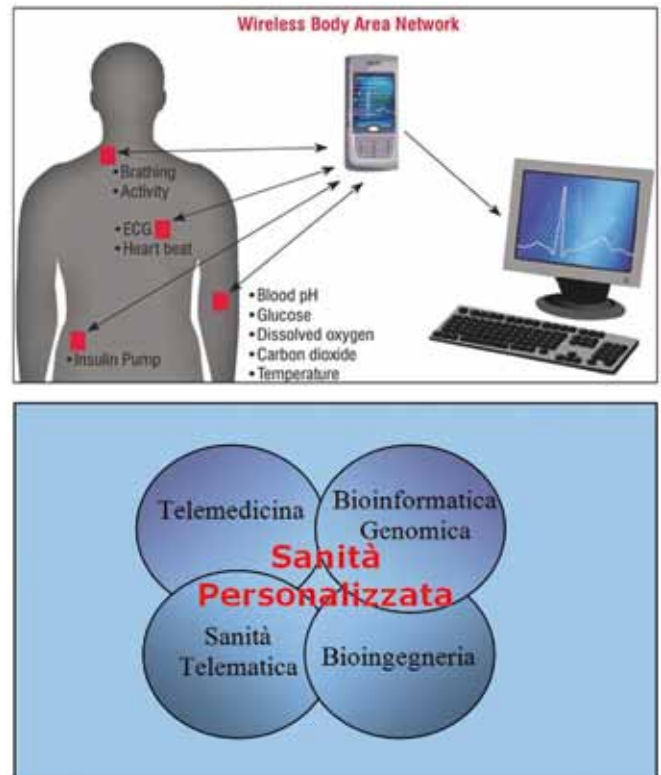 Wireless Body Area Network
• Brathing
• Activity
• ECG
• Heart beat
• Blood pH
• Glucose
• Dissolved oxygen
• Carbon dioxide
• Temperature
• Insulin Pump
Telemedicina
Bioinformatica
Genomica
Sanità
Personalizzata
Sanità
Telematica
Bioingegneria